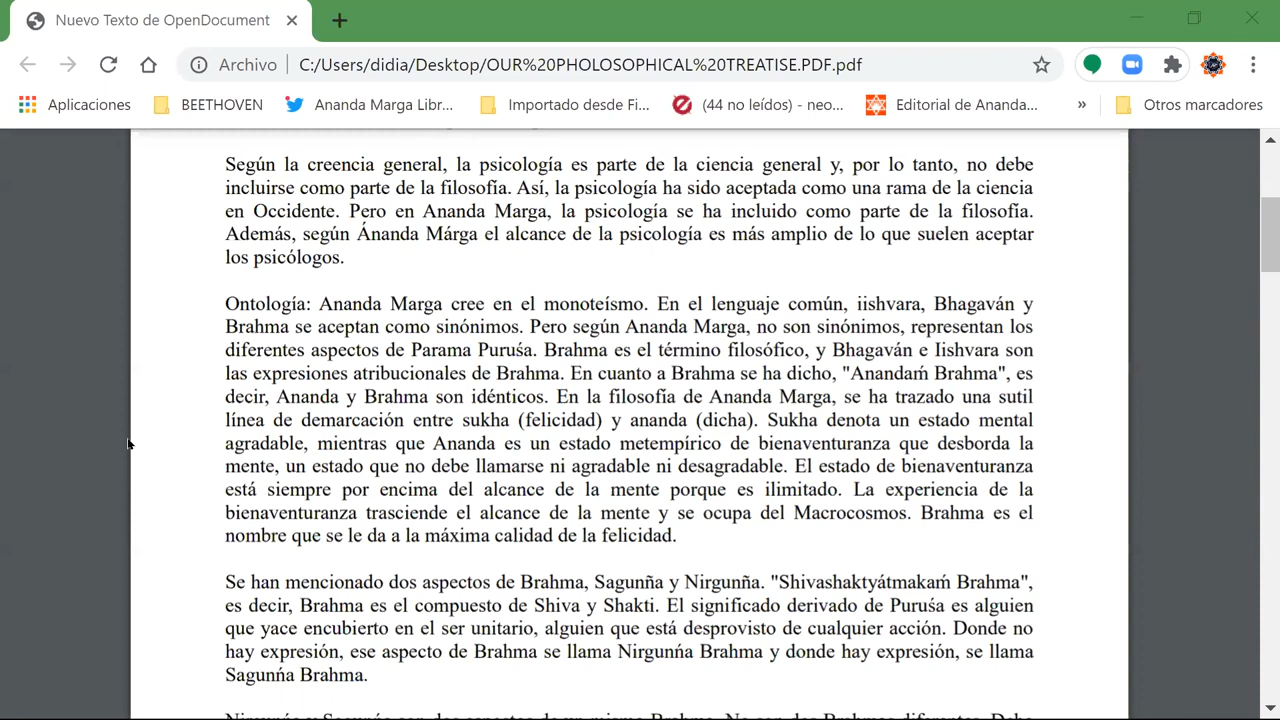 Nuevo Texto de OpenDocument
Archivo C:/Users/didia/Desktop/OUR%20PHOLOSOPHICAL%20TREATISE.PDF.pdf
Aplicaciones BEETHOVEN Ananda Marga Libr... Importado desde Fi... (44 no leídos) - neo... Editorial de Ananda... » Otros marcadores
Según la creencia general, la psicología es parte de la ciencia general y, por lo tanto, no debe
incluirse como parte de la filosofía. Así, la psicología ha sido aceptada como una rama de la ciencia
en Occidente. Pero en Ananda Marga, la psicología se ha incluido como parte de la filosofía.
Además, según Ánanda Márga el alcance de la psicología es más amplio de lo que suelen aceptar
los psicólogos.
Ontología: Ananda Marga cree en el monoteísmo. En el lenguaje común, iishvara, Bhagaván y
Brahma se aceptan como sinónimos. Pero según Ananda Marga, no son sinónimos, representan los
diferentes aspectos de Parama Puruśa. Brahma es el término filosófico, y Bhagaván e Iishvara son
las expresiones atribucionales de Brahma. En cuanto a Brahma se ha dicho, "Anandaḿ Brahma", es
decir, Ananda y Brahma son idénticos. En la filosofía de Ananda Marga, se ha trazado una sutil
línea de demarcación entre sukha (felicidad) y ananda (dicha). Sukha denota un estado mental
agradable, mientras que Ananda es un estado metempírico de bienaventuranza que desborda la
mente, un estado que no debe llamarse ni agradable ni desagradable. El estado de bienaventuranza
está siempre por encima del alcance de la mente porque es ilimitado. La experiencia de la
bienaventuranza trasciende el alcance de la mente y se ocupa del Macrocosmos. Brahma es el
nombre que se le da a la máxima calidad de la felicidad.
Se han mencionado dos aspectos de Brahma, Sagunña y Nirgunña. "Shivashaktyátmakaḿ Brahma",
es decir, Brahma es el compuesto de Shiva y Shakti. El significado derivado de Puruśa es alguien
que yace encubierto en el ser unitario, alguien que está desprovisto de cualquier acción. Donde no
hay expresión, ese aspecto de Brahma se llama Nirgunńa Brahma y donde hay expresión, se llama
Sagunńa Brahma.